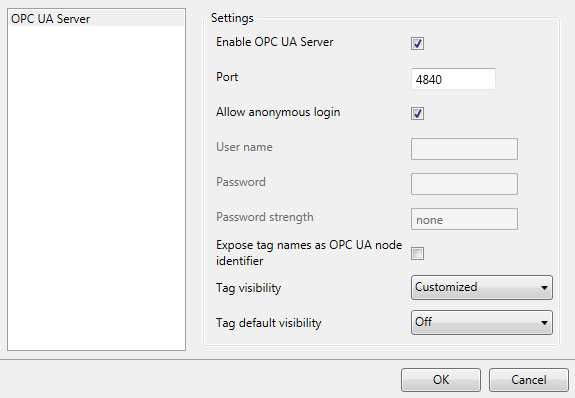 OPC UA Server
Settings
Enable OPC UA Server
Port
4840
Allow anonymous login
User name
Password
Password strength
none
Expose tag names as OPC UA node
identifier
Tag visibility
Customized
Tag default visibility
Off
OK
Cancel